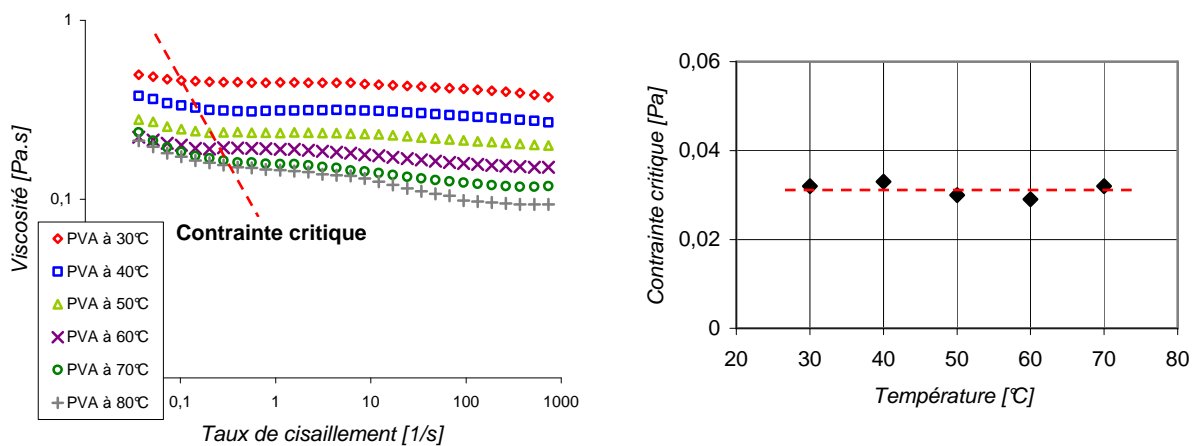 1
0,1
Viscosité [Pa.s]
Contrainte critique
PVA à 30°C
PVA à 40°C
PVA à 50°C
PVA à 60°C
PVA à 70°C
PVA à 80°C
0,1 1 10 100 1000
Taux de cisaillement [1/s]
0,06
0,04
0,02
0
Contrainte critique [Pa]
20 30 40 50 60 70 80
Température [°C]